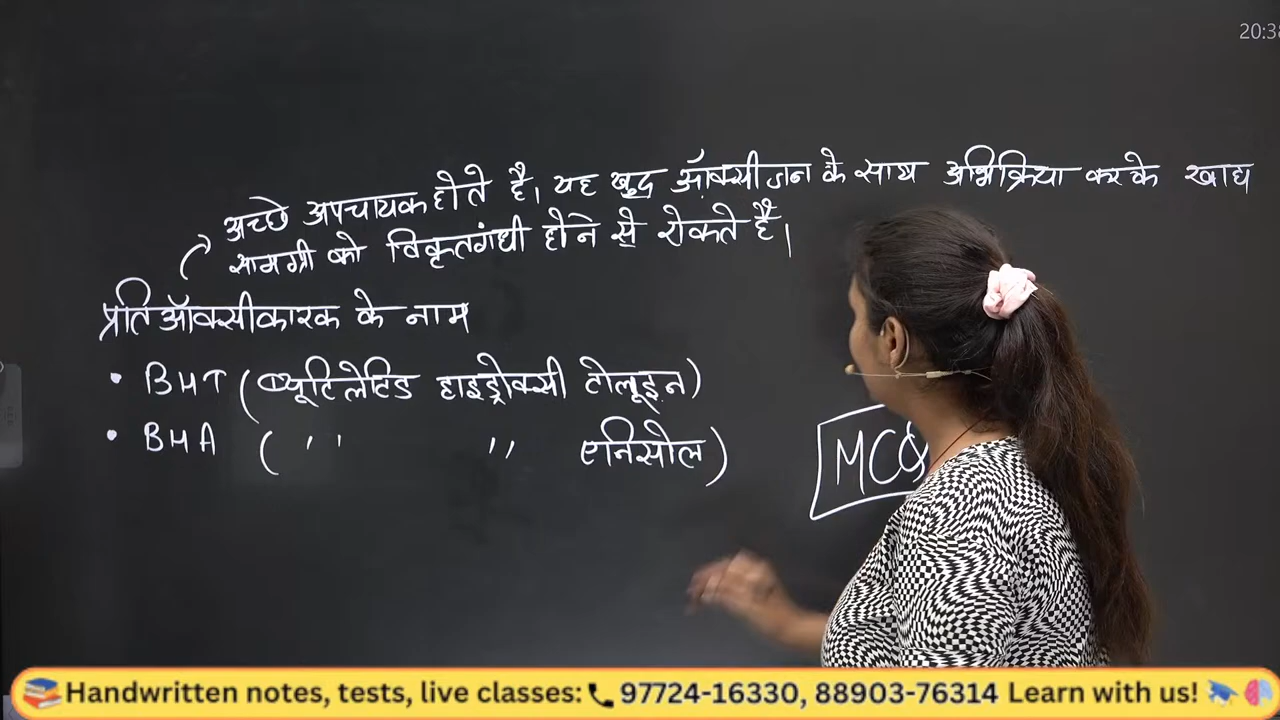 20:38
अच्छे अपचायक होते है। यह खुद ऑक्सीजन के साथ अभिक्रिया करके खाद्य
सामग्री को विकृतगंधी होने से रोकते है।
प्रतिऑक्सीकारक के नाम
• BHT (ब्यूटिलेटिड हाइड्रोक्सी टोलूइन)
• BHA ( '' '' एनिसोल)
MCQ
📚Handwritten notes, tests, live classes:📞97724-16330, 88903-76314 Learn with us!